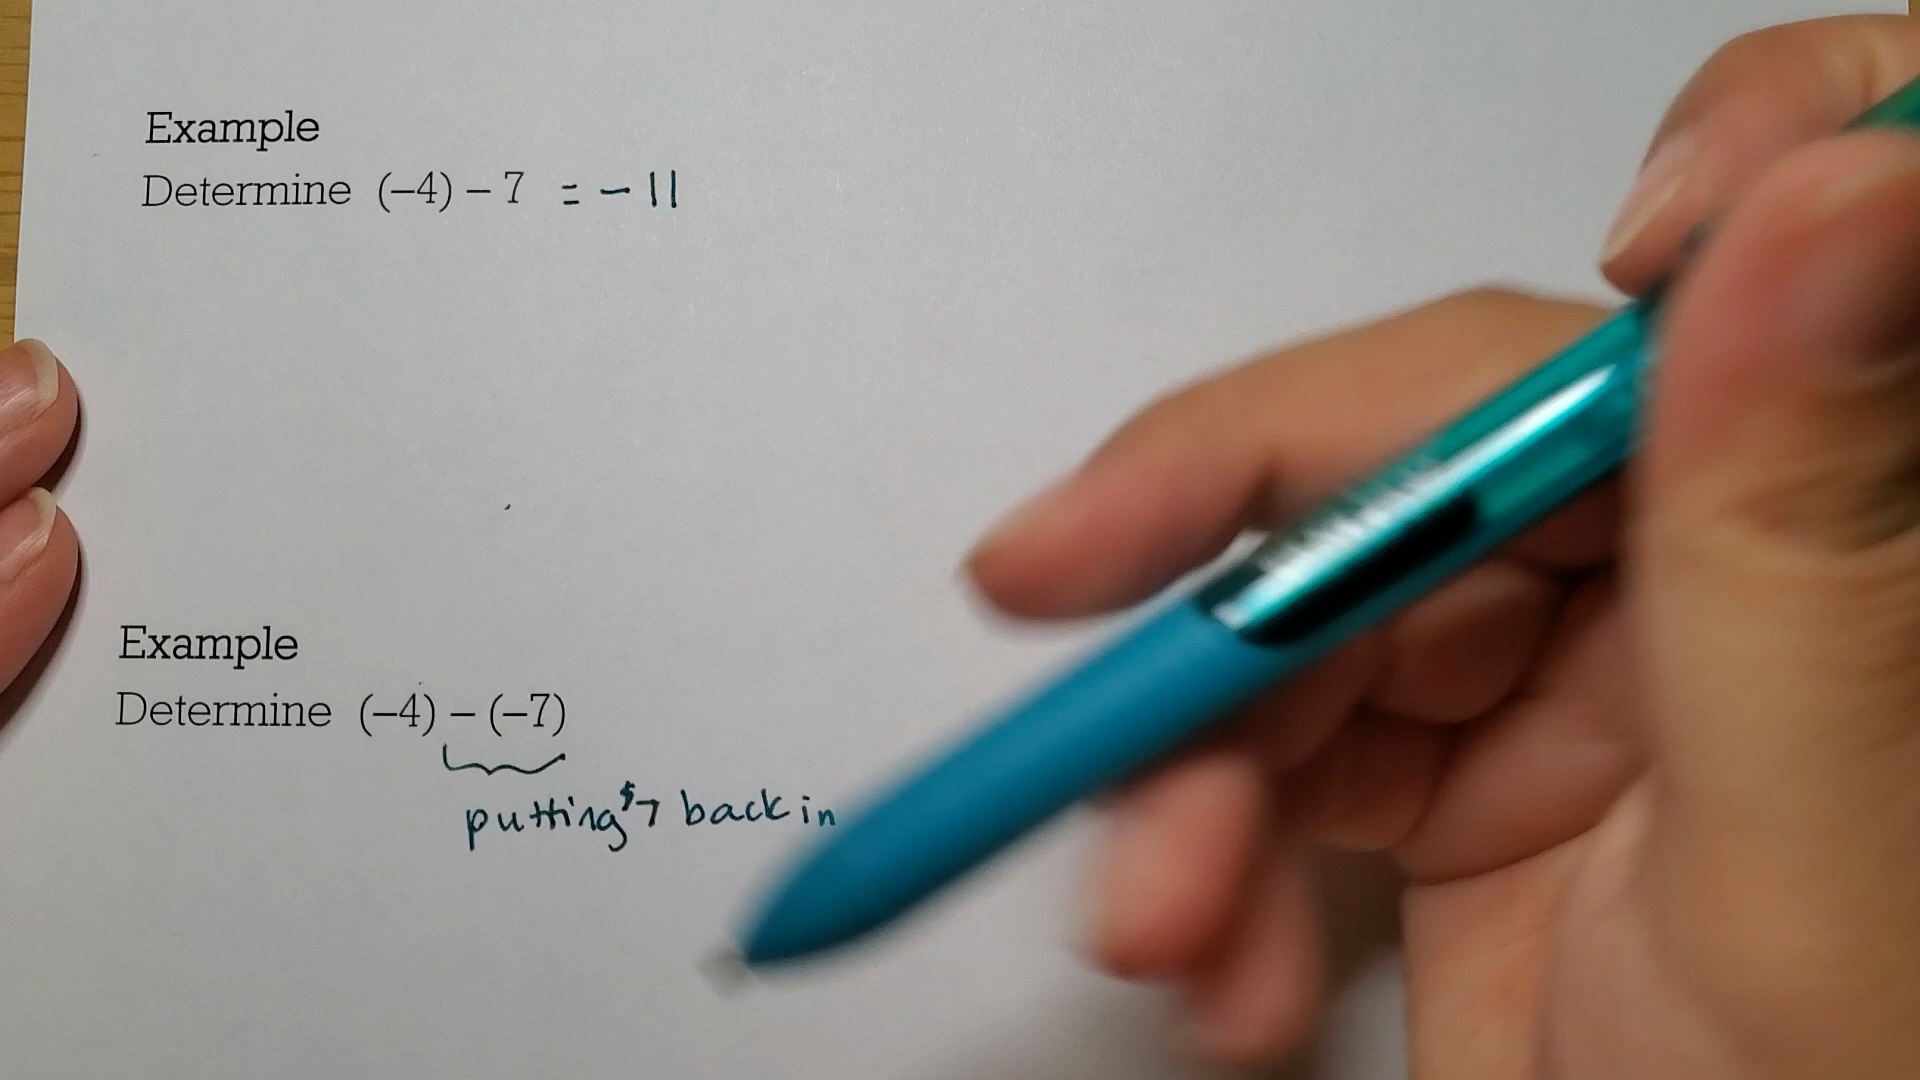 Example
Determine (–4) – 7 = – 11
Example
Determine (–4) – (–7)
putting $7 back in